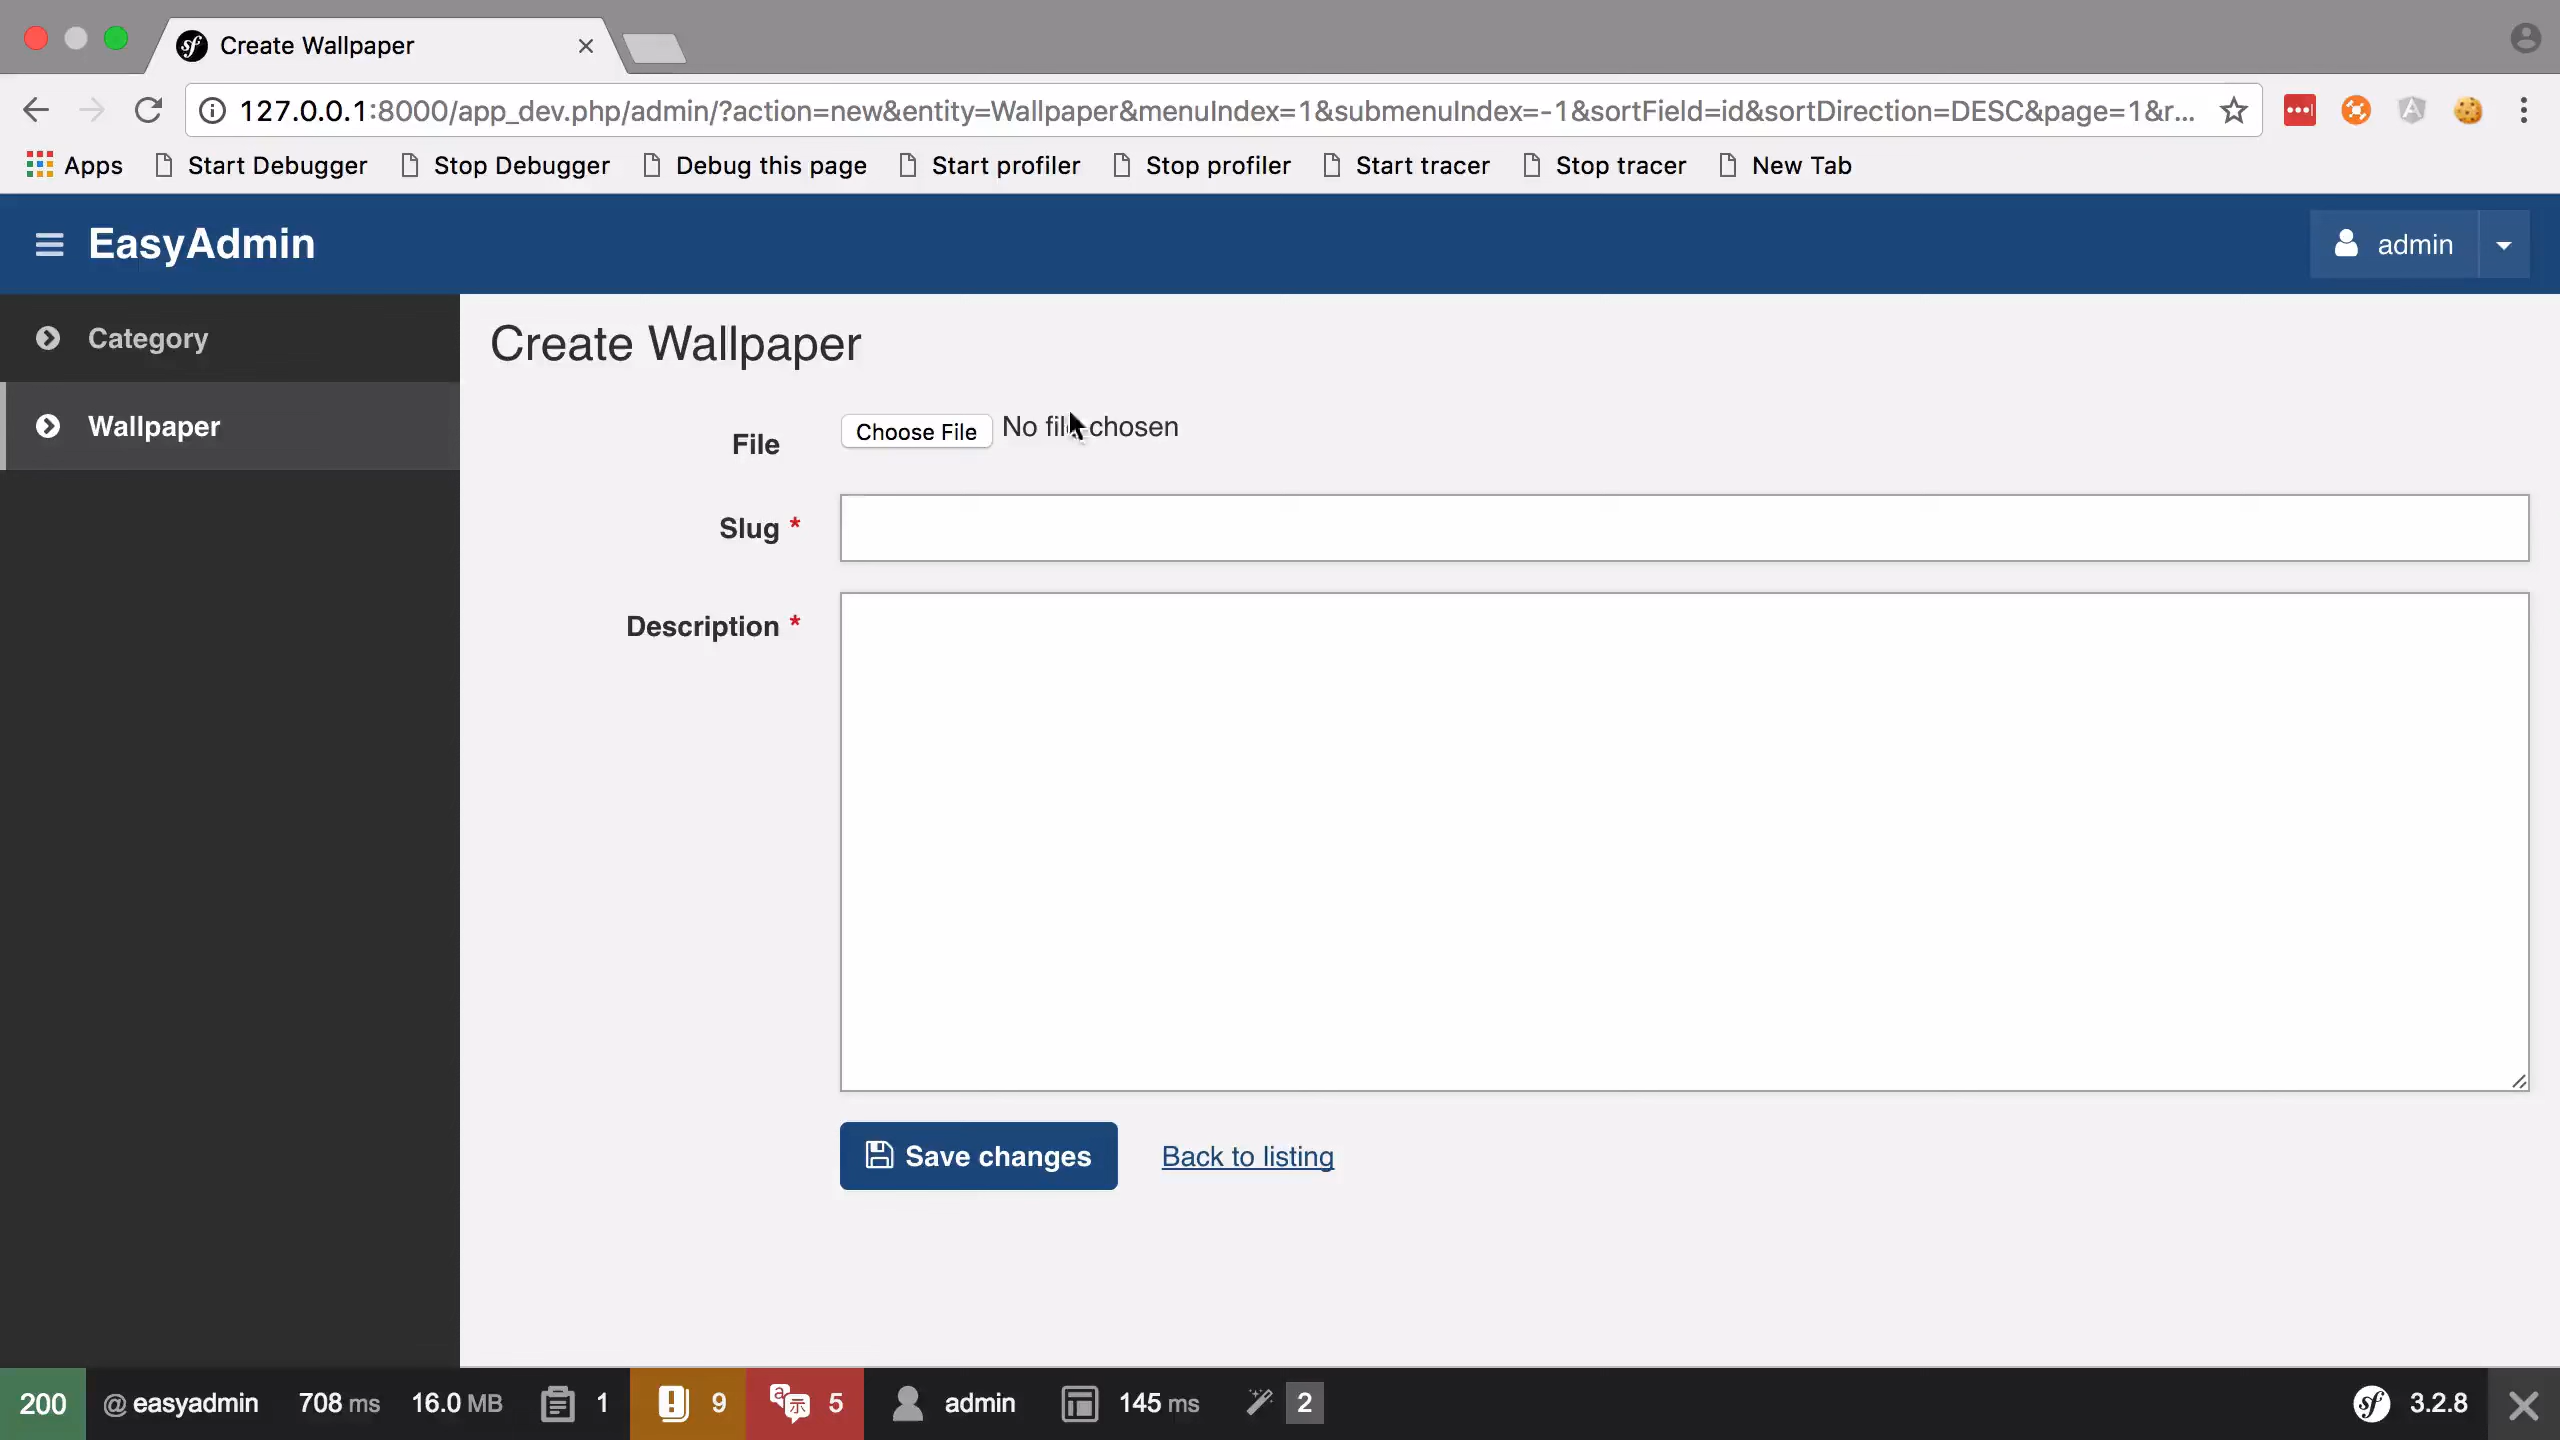 Create Wallpaper
127.0.0.1:8000/app_dev.php/admin/?action=new&entity=Wallpaper&menuIndex=1&submenuIndex=-1&sortField=id&sortDirection=DESC&page=1&r...
Apps Start Debugger Stop Debugger Debug this page Start profiler Stop profiler Start tracer Stop tracer New Tab
EasyAdmin admin
Category
Wallpaper
Create Wallpaper
File Choose File No file chosen
Slug *
Description *
Save changes Back to listing
200 @ easyadmin 708 ms 16.0 MB 1 9 5 admin 145 ms 2 3.2.8